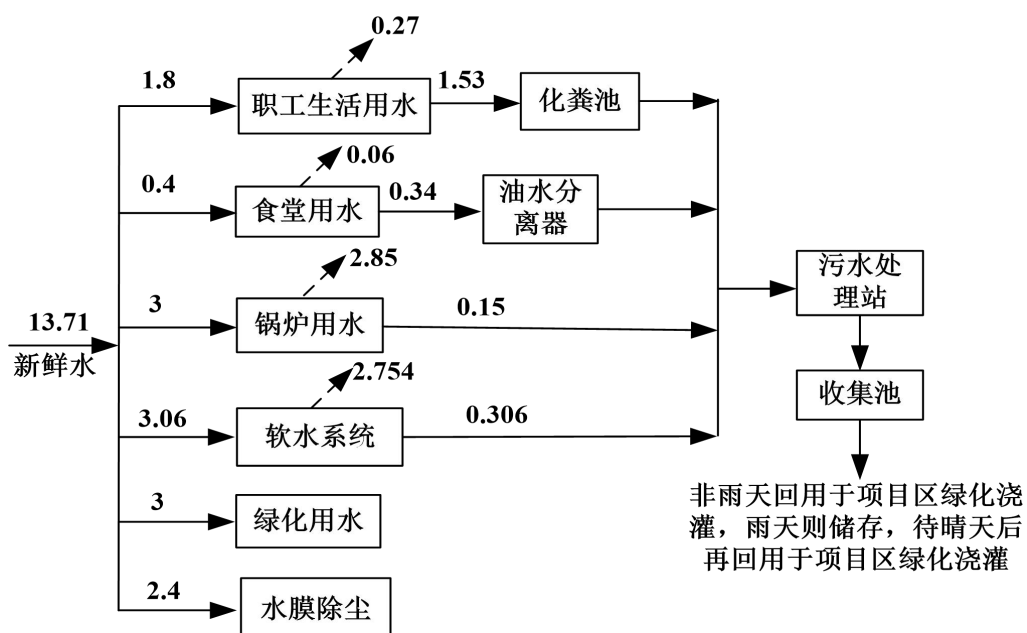 0.27
1.8
职工生活用水
1.53
化粪池
0.06
0.4
食堂用水
0.34
油水分
离器
2.85
3
锅炉用水
0.15
污水处
理站
13.71
新鲜水
2.754
3.06
软水系统
0.306
收集池
3
绿化用水
非雨天回用于项目区绿化浇
灌，雨天则储存，待晴天后
再回用于项目区绿化浇灌
2.4
水膜除尘